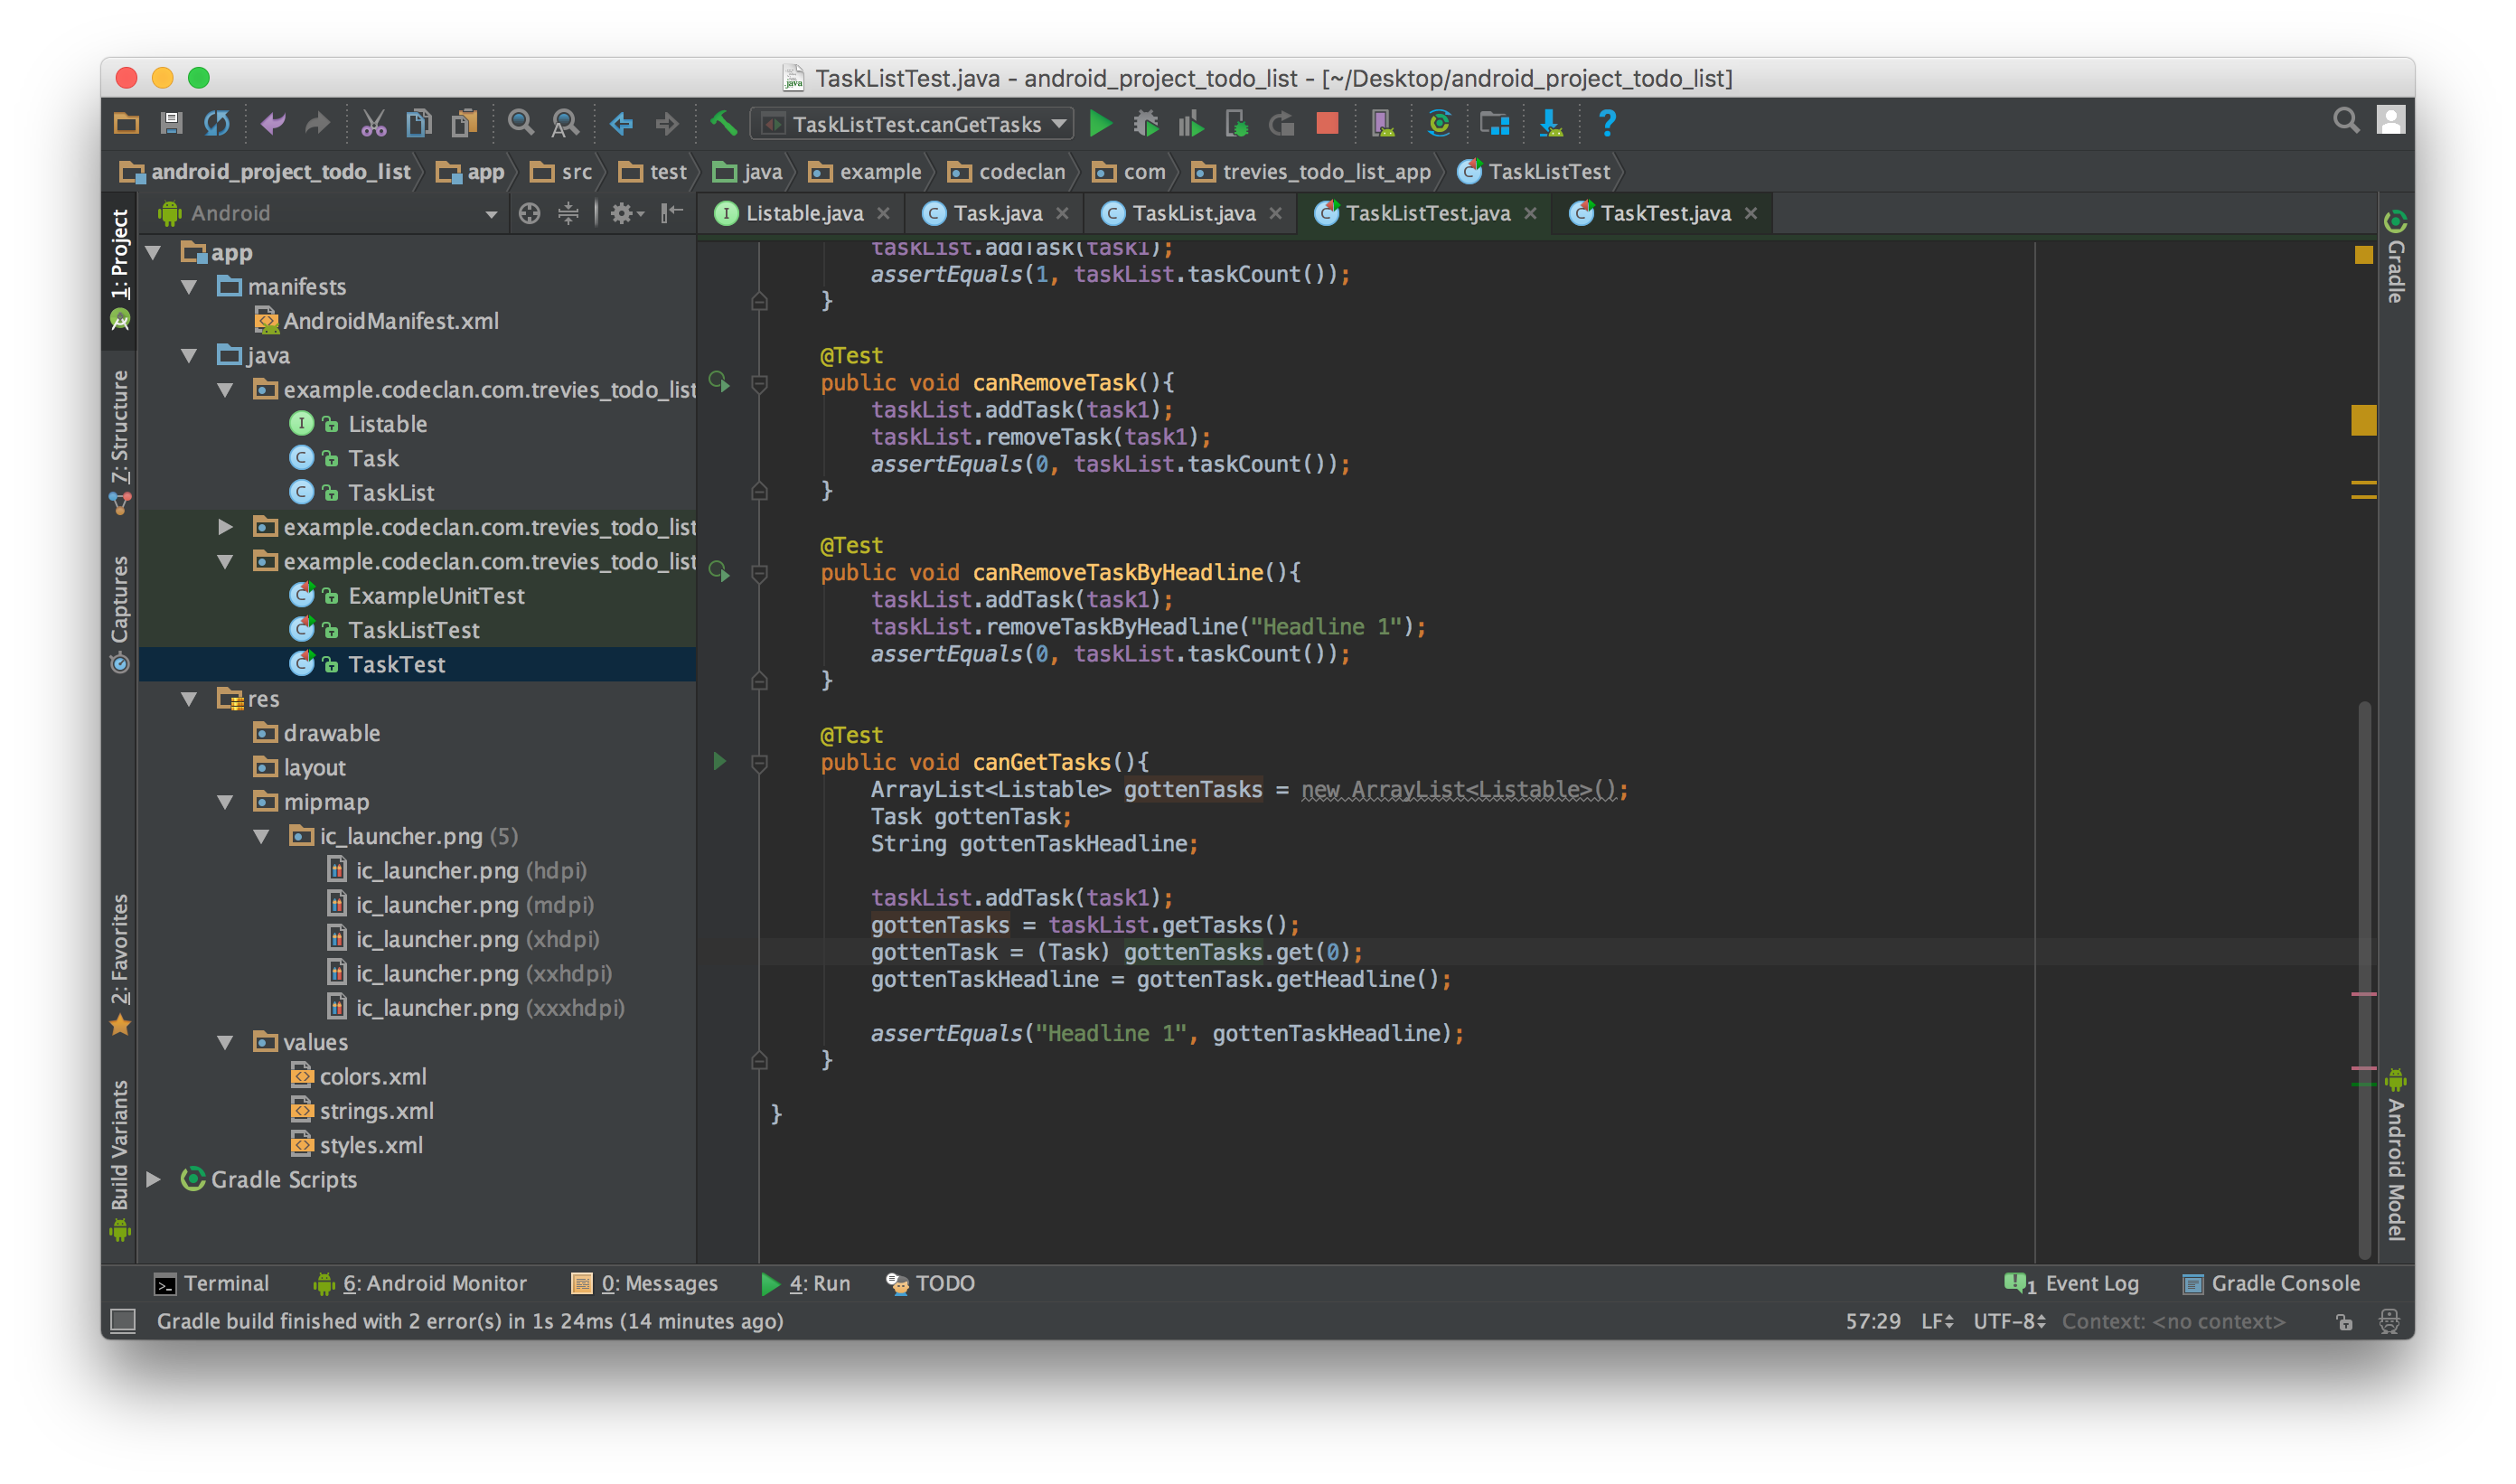 TaskListTest.java - android_project_todo_list - [~/Desktop/android_project_todo_list]
TaskListTest.canGetTasks
android_project_todo_list app src test java example codeclan com trevies_todo_list_app TaskListTest
Android
Listable.java Task.java TaskList.java TaskListTest.java TaskTest.java
1: Project
Z: Structure
Captures
2: Favorites
Build Variants
app
manifests
AndroidManifest.xml
java
example.codeclan.com.trevies_todo_list
Listable
Task
TaskList
example.codeclan.com.trevies_todo_list
example.codeclan.com.trevies_todo_list
ExampleUnitTest
TaskListTest
TaskTest
res
drawable
layout
mipmap
ic_launcher.png (5)
ic_launcher.png (hdpi)
ic_launcher.png (mdpi)
ic_launcher.png (xhdpi)
ic_launcher.png (xxhdpi)
ic_launcher.png (xxxhdpi)
values
colors.xml
strings.xml
styles.xml
Gradle Scripts
taskList.addTask(task1);
assertEquals(1, taskList.taskCount());
}
@Test
public void canRemoveTask(){
taskList.addTask(task1);
taskList.removeTask(task1);
assertEquals(0, taskList.taskCount());
}
@Test
public void canRemoveTaskByHeadline(){
taskList.addTask(task1);
taskList.removeTaskByHeadline("Headline 1");
assertEquals(0, taskList.taskCount());
}
@Test
public void canGetTasks(){
ArrayList<Listable> gottenTasks = new ArrayList<Listable>();
Task gottenTask;
String gottenTaskHeadline;
taskList.addTask(task1);
gottenTasks = taskList.getTasks();
gottenTask = (Task) gottenTasks.get(0);
gottenTaskHeadline = gottenTask.getHeadline();
assertEquals("Headline 1", gottenTaskHeadline);
}
}
Gradle
Android Model
Terminal 6: Android Monitor 0: Messages 4: Run TODO 1 Event Log Gradle Console
Gradle build finished with 2 error(s) in 1s 24ms (14 minutes ago) 57:29 LF UTF-8 Context: <no context>